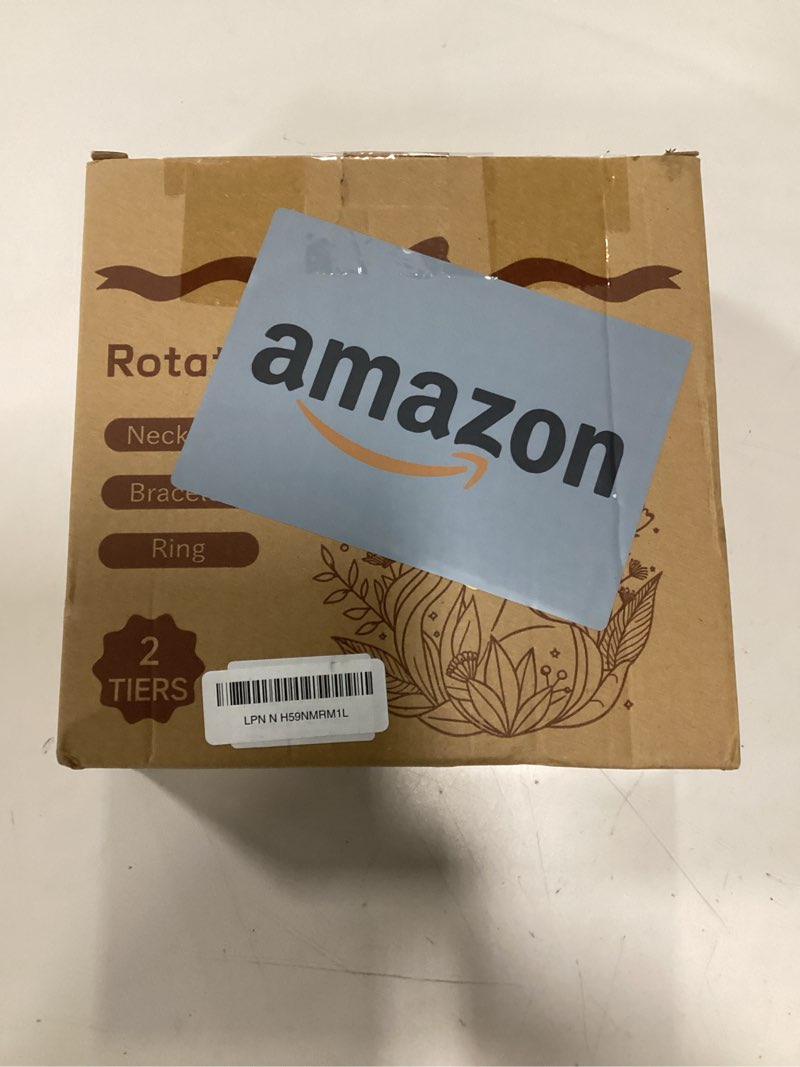 Rotat
amazon
Neck
Bracel
Ring
2
TIERS
LPN N H59NMRM1L